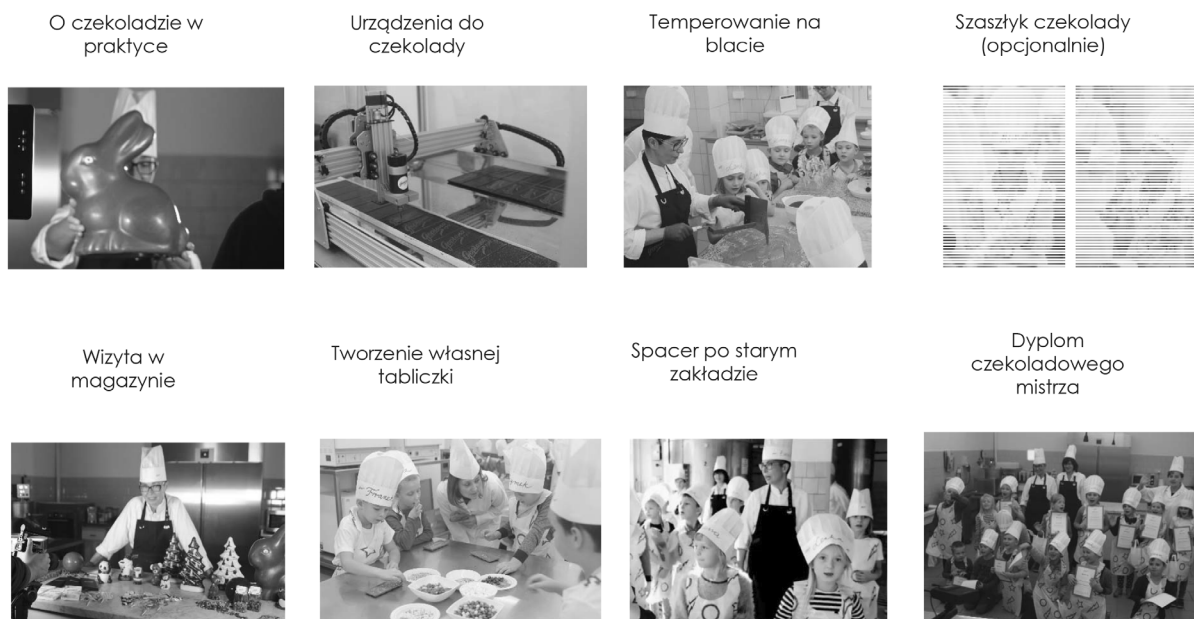 O czekoladzie w
praktyce
Urządzenia do
czekolady
Temperowanie na
blacie
Szaszłyk czekolady
(opcjonalnie)
Wizyta w
magazynie
Tworzenie własnej
tabliczki
Spacer po starym
zakładzie
Dyplom
czekoladowego
mistrza
Franek